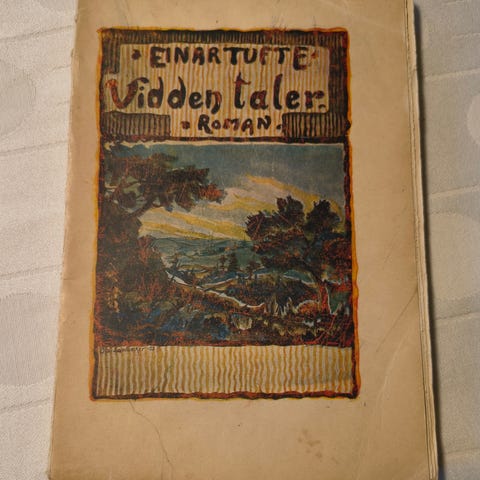 EINAR TUFTE
Vidden taler.
ROMAN.